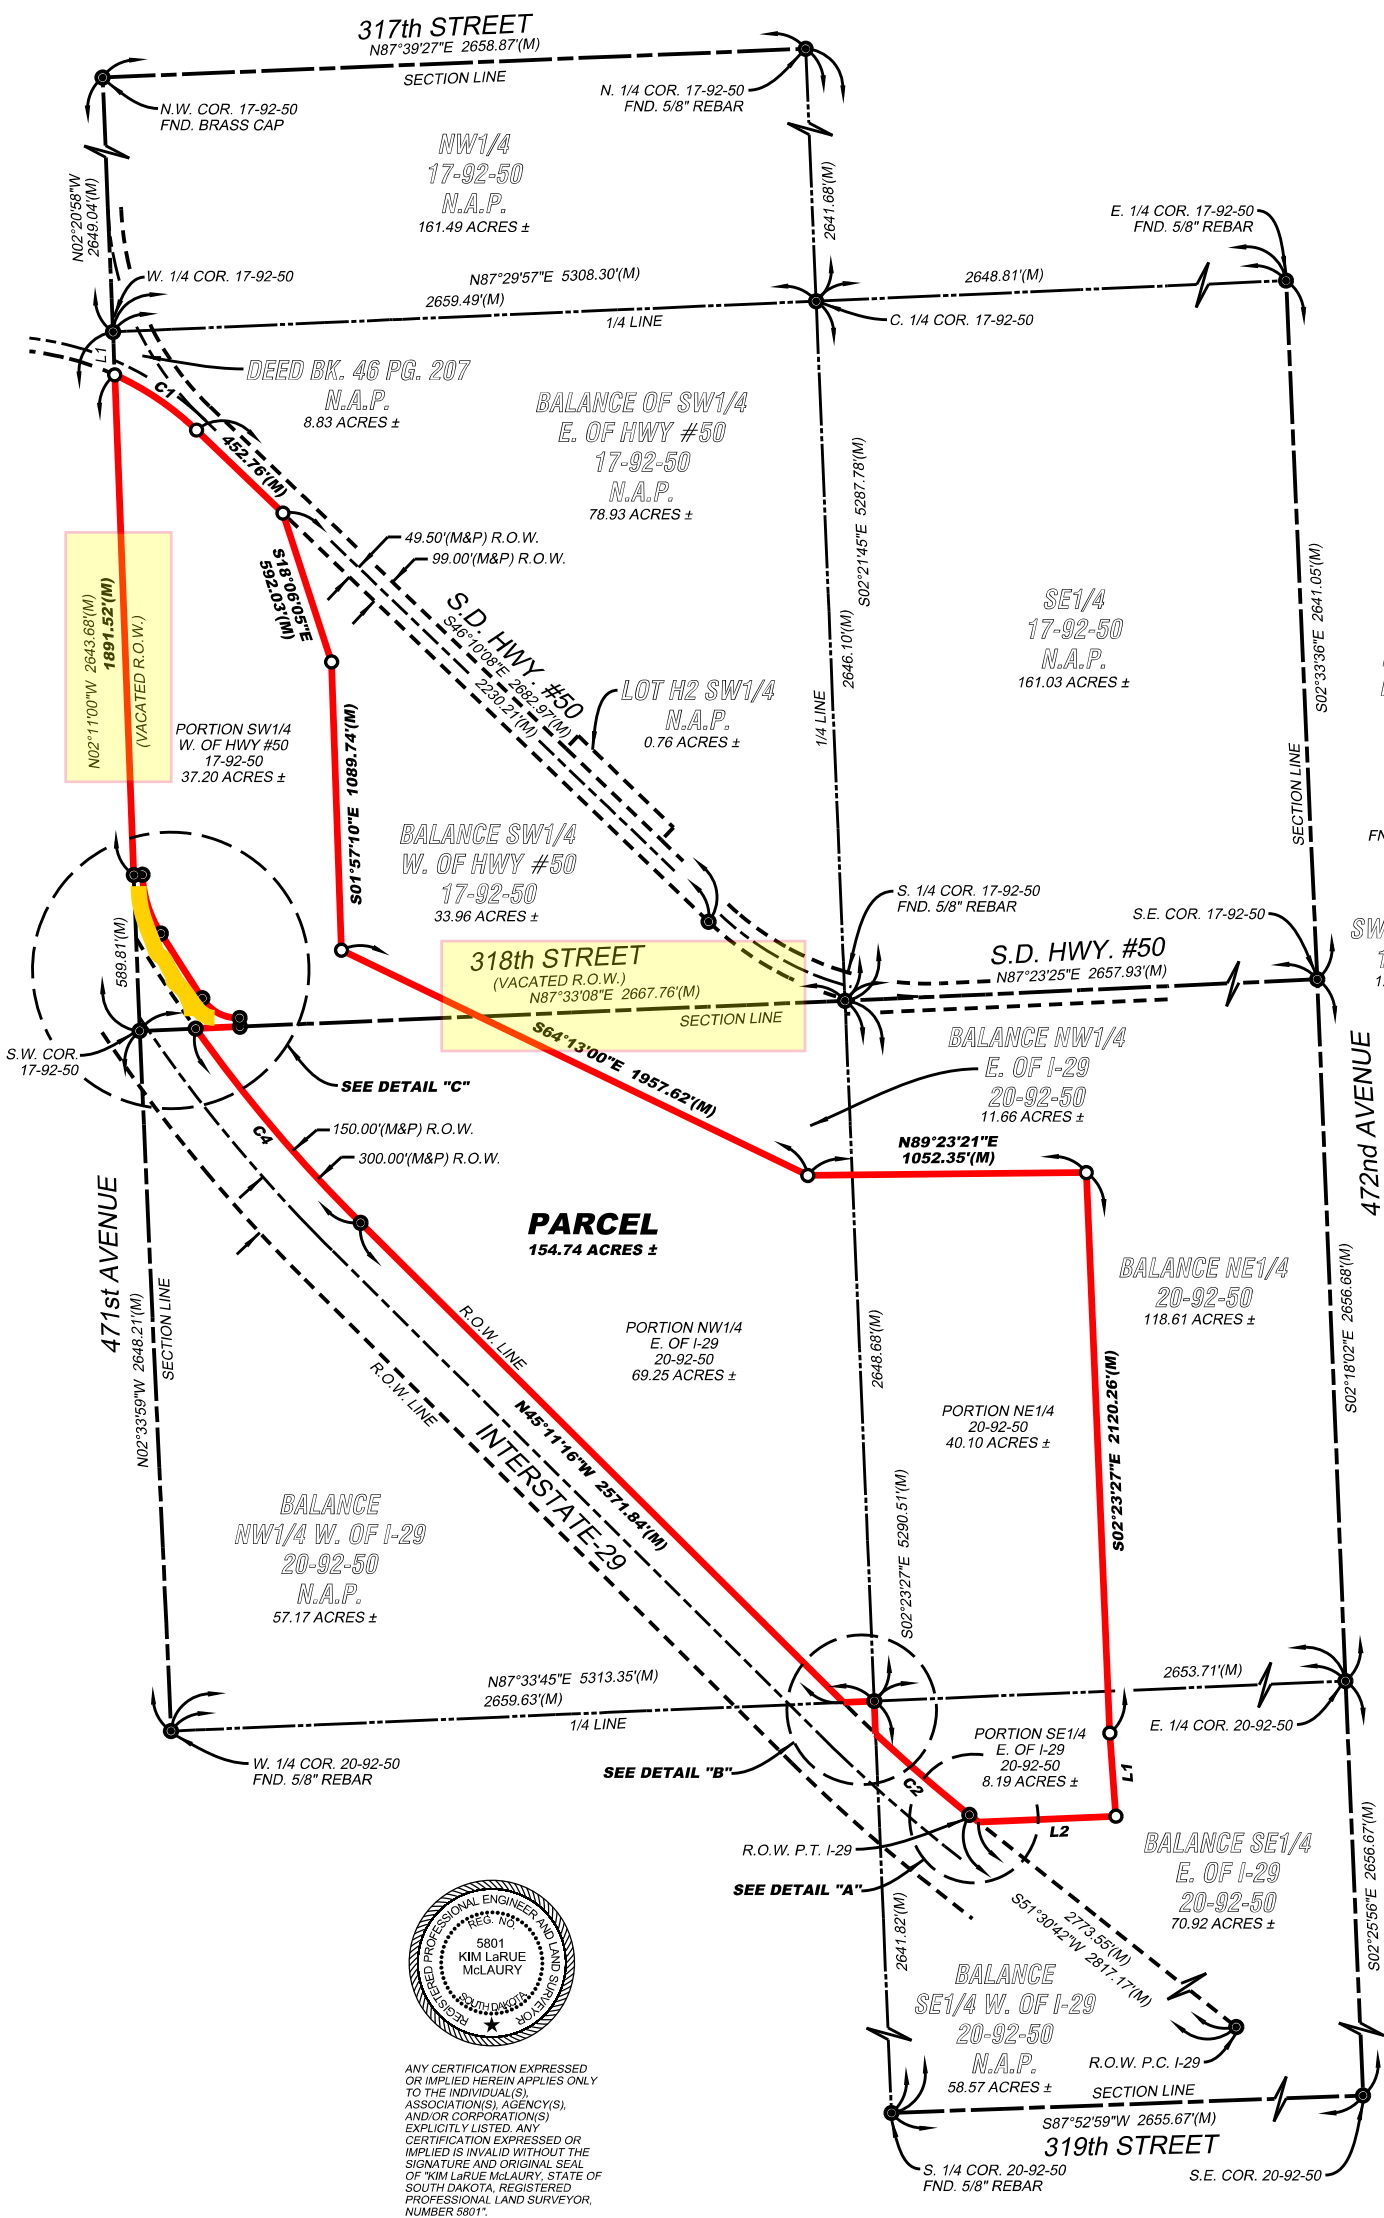 317th STREET
N87°39'27"E 2658.87'(M)
SECTION LINE
N.W. COR. 17-92-50
FND. BRASS CAP
N. 1/4 COR. 17-92-50
FND. 5/8" REBAR
NW1/4
17-92-50
N.A.P.
161.49 ACRES ±
N02°20'58"W
2649.04'(M)
2641.68'(M)
E. 1/4 COR. 17-92-50
FND. 5/8" REBAR
W. 1/4 COR. 17-92-50
N87°29'57"E 5308.30'(M)
2659.49'(M)
1/4 LINE
2648.81'(M)
C. 1/4 COR. 17-92-50
L1
C1
DEED BK. 46 PG. 207
N.A.P.
8.83 ACRES ±
BALANCE OF SW1/4
E. OF HWY #50
17-92-50
N.A.P.
78.93 ACRES ±
452.76'(M)
S02°21'45"E 5287.78'(M)
49.50'(M&P) R.O.W.
99.00'(M&P) R.O.W.
S18°06'05"E
592.03'(M)
S.D. HWY. #50
S46°10'08"E 2682.97'(M)
2230.21'(M)
SE1/4
17-92-50
N.A.P.
161.03 ACRES ±
S02°33'36"E 2641.05'(M)
SECTION LINE
N02°11'00"W 2643.68'(M)
1891.52'(M)
(VACATED R.O.W.)
2646.10'(M)
1/4 LINE
LOT H2 SW1/4
N.A.P.
0.76 ACRES ±
PORTION SW1/4
W. OF HWY #50
17-92-50
37.20 ACRES ±
S01°57'10"E 1089.74'(M)
BALANCE SW1/4
W. OF HWY #50
17-92-50
33.96 ACRES ±
FN
S. 1/4 COR. 17-92-50
FND. 5/8" REBAR
S.E. COR. 17-92-50
SW
589.81'(M)
318th STREET
(VACATED R.O.W.)
N87°33'08"E 2667.76'(M)
SECTION LINE
S.D. HWY. #50
N87°23'25"E 2657.93'(M)
S.W. COR.
17-92-50
SEE DETAIL "C"
S64°13'00"E 1957.62'(M)
BALANCE NW1/4
E. OF I-29
20-92-50
11.66 ACRES ±
C4
150.00'(M&P) R.O.W.
300.00'(M&P) R.O.W.
N89°23'21"E
1052.35'(M)
472nd AVENUE
471st AVENUE
PARCEL
154.74 ACRES ±
BALANCE NE1/4
20-92-50
118.61 ACRES ±
S02°18'02"E 2656.68'(M)
N02°33'59"W 2648.21'(M)
SECTION LINE
R.O.W. LINE
R.O.W. LINE
PORTION NW1/4
E. OF I-29
20-92-50
69.25 ACRES ±
2648.68'(M)
S02°23'27"E 2120.26'(M)
PORTION NE1/4
20-92-50
40.10 ACRES ±
N45°11'16"W 2571.84'(M)
INTERSTATE-29
BALANCE
NW1/4 W. OF I-29
20-92-50
N.A.P.
57.17 ACRES ±
S02°23'27"E 5290.51'(M)
N87°33'45"E 5313.35'(M)
2659.63'(M)
1/4 LINE
2653.71'(M)
W. 1/4 COR. 20-92-50
FND. 5/8" REBAR
E. 1/4 COR. 20-92-50
PORTION SE1/4
E. OF I-29
20-92-50
8.19 ACRES ±
SEE DETAIL "B"
C2
L1
L2
R.O.W. P.T. I-29
SEE DETAIL "A"
BALANCE SE1/4
E. OF I-29
20-92-50
70.92 ACRES ±
2773.55'(M)
S51°30'42"W 2817.17'(M)
S02°25'56"E 2656.67'(M)
2641.82'(M)
REGISTERED PROFESSIONAL ENGINEER AND LAND SURVEYOR
REG. NO.
5801
KIM LaRUE
McLAURY
SOUTH DAKOTA
BALANCE
SE1/4 W. OF I-29
20-92-50
N.A.P.
58.57 ACRES ±
R.O.W. P.C. I-29
SECTION LINE
S87°52'59"W 2655.67'(M)
319th STREET
S. 1/4 COR. 20-92-50
FND. 5/8" REBAR
S.E. COR. 20-92-50
ANY CERTIFICATION EXPRESSED
OR IMPLIED HEREIN APPLIES ONLY
TO THE INDIVIDUAL(S),
ASSOCIATION(S), AGENCY(S),
AND/OR CORPORATION(S)
EXPLICITLY LISTED. ANY
CERTIFICATION EXPRESSED OR
IMPLIED IS INVALID WITHOUT THE
SIGNATURE AND ORIGINAL SEAL
OF "KIM LaRUE McLAURY, STATE OF
SOUTH DAKOTA, REGISTERED
PROFESSIONAL LAND SURVEYOR,
NUMBER 5801".